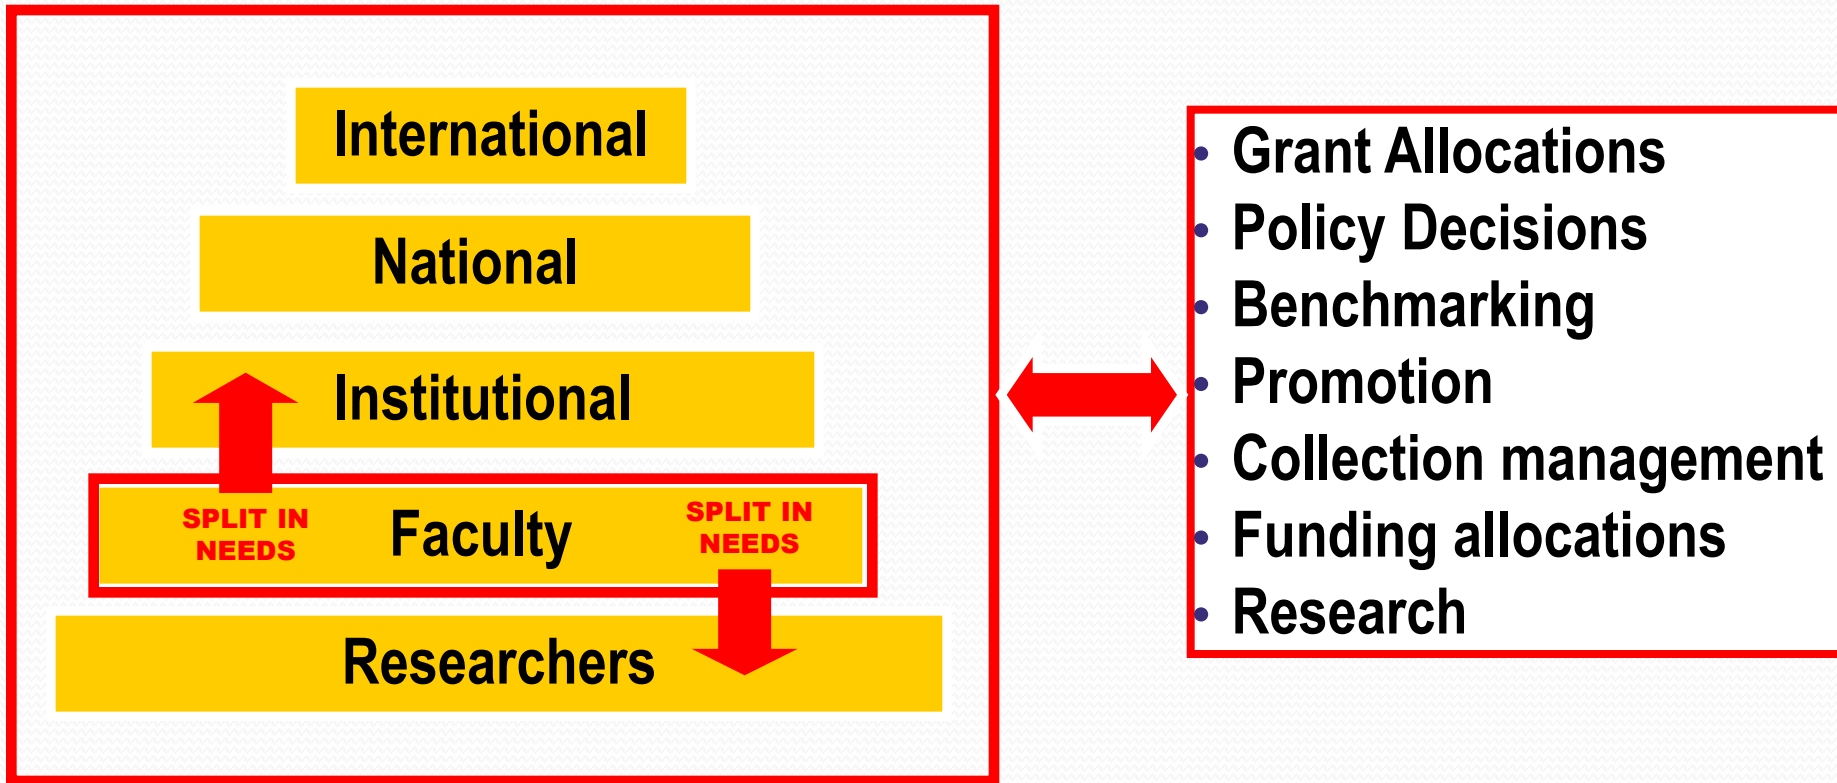 International
National
Institutional
SPLIT IN
NEEDS
Faculty
SPLIT IN
NEEDS
Researchers
• Grant Allocations
• Policy Decisions
• Benchmarking
• Promotion
• Collection management
• Funding allocations
• Research